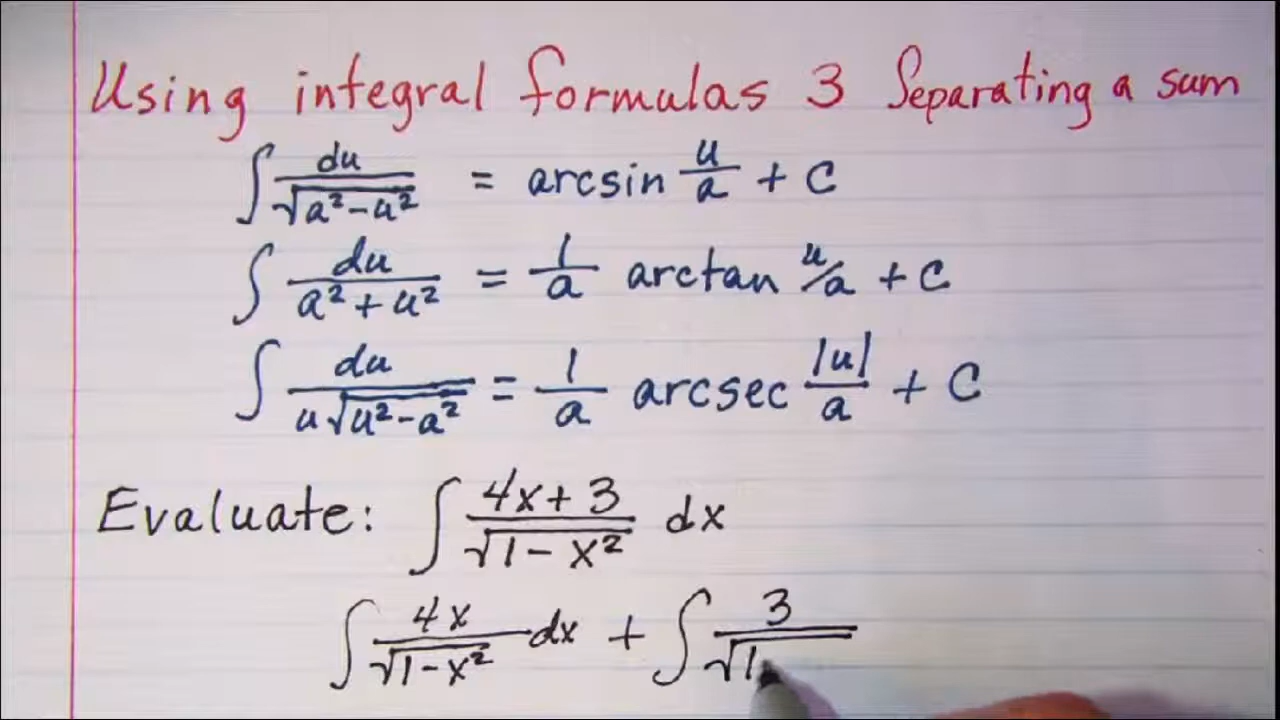 Using integral formulas 3 Separating a sum
∫ du/√(a²-u²) = arcsin u/a + C
∫ du/(a²+u²) = 1/a arctan u/a + C
∫ du/(u√(u²-a²)) = 1/a arcsec |u|/a + C
Evaluate: ∫ (4x+3)/√(1-x²) dx
∫ 4x/√(1-x²) dx + ∫ 3/√1